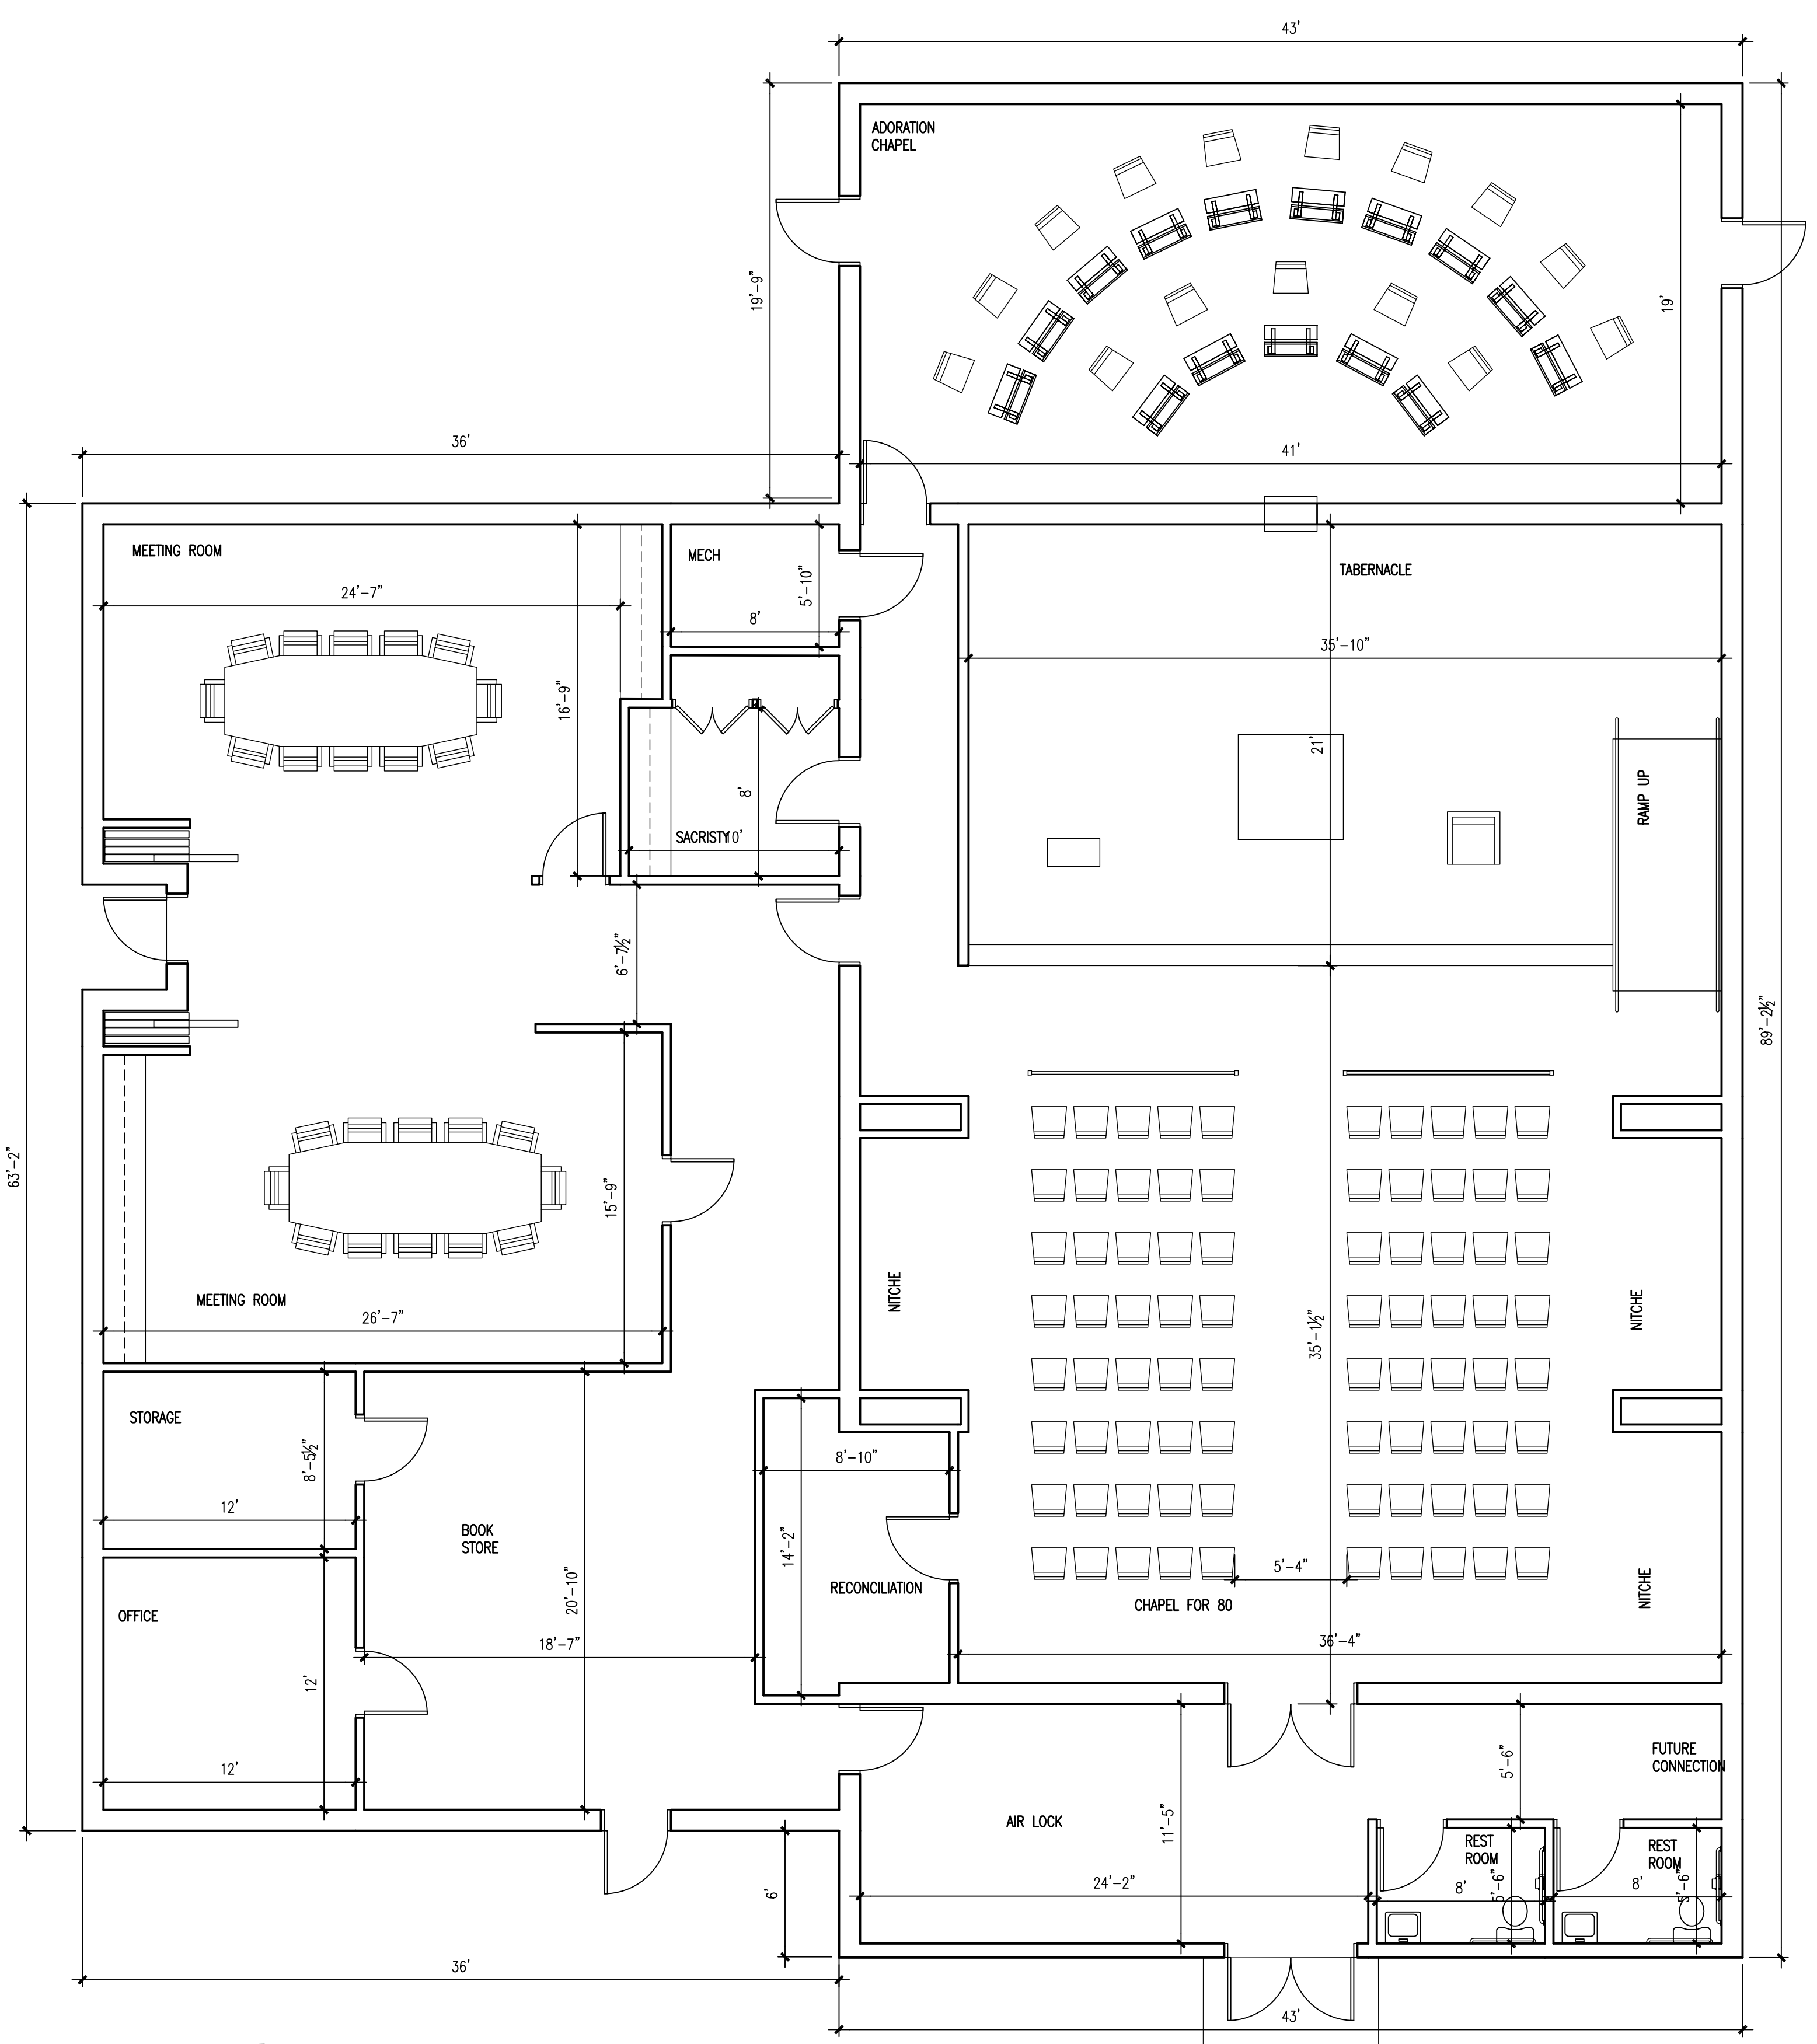 43'
ADORATION
CHAPEL
19'-9"
19'
36'
41'
MEETING ROOM
MECH
TABERNACLE
24'-7"
5'-10"
8'
35'-10"
16'-9"
21'
8'
RAMP UP
SACRISTY
10'
6'-7½"
89'-2½"
63'-2"
15'-9"
NITCHE
NITCHE
MEETING ROOM
26'-7"
35'-1½"
STORAGE
8'-5½"
8'-10"
12'
BOOK
STORE
14'-2"
5'-4"
RECONCILIATION
NITCHE
OFFICE
20'-10"
CHAPEL FOR 80
18'-7"
36'-4"
12'
12'
FUTURE
CONNECTION
5'-6"
AIR LOCK
11'-5"
REST
ROOM
REST
ROOM
24'-2"
8'
5'-6"
8'
5'-6"
6'
36'
43'